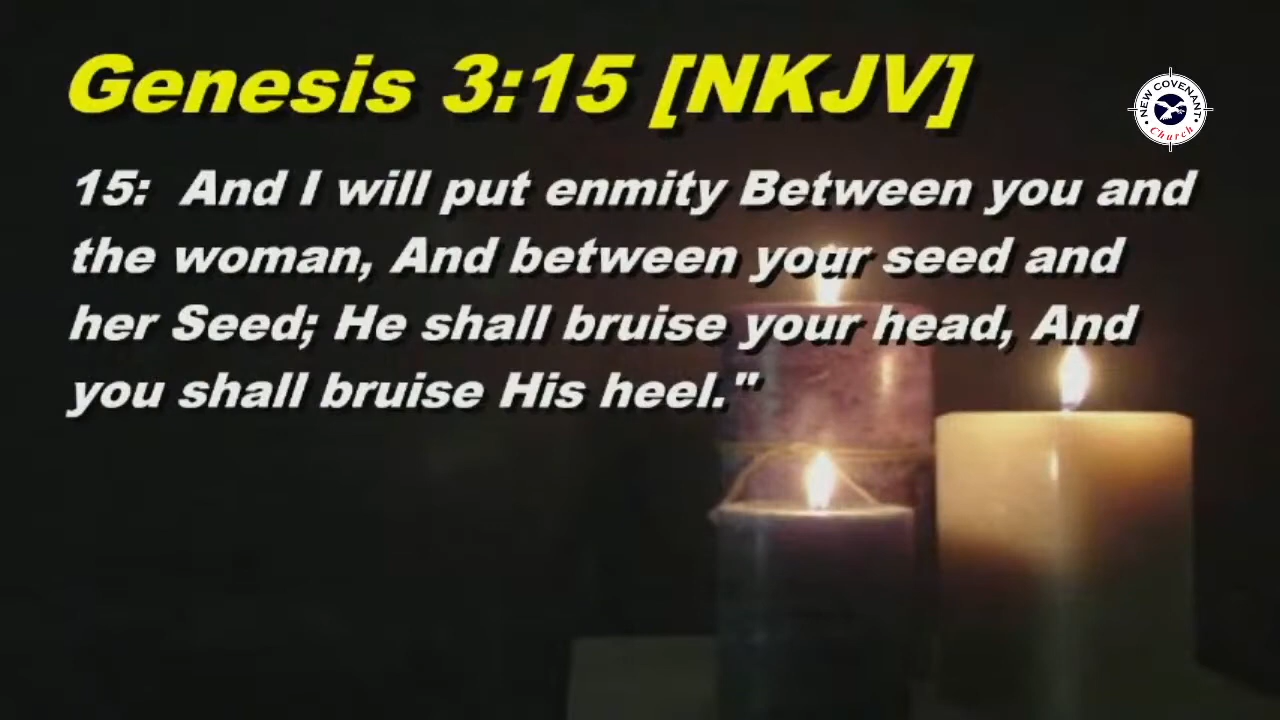 Genesis 3:15 [NKJV]
NEW COVENANT
Church
15: And I will put enmity Between you and
the woman, And between your seed and
her Seed; He shall bruise your head, And
you shall bruise His heel."